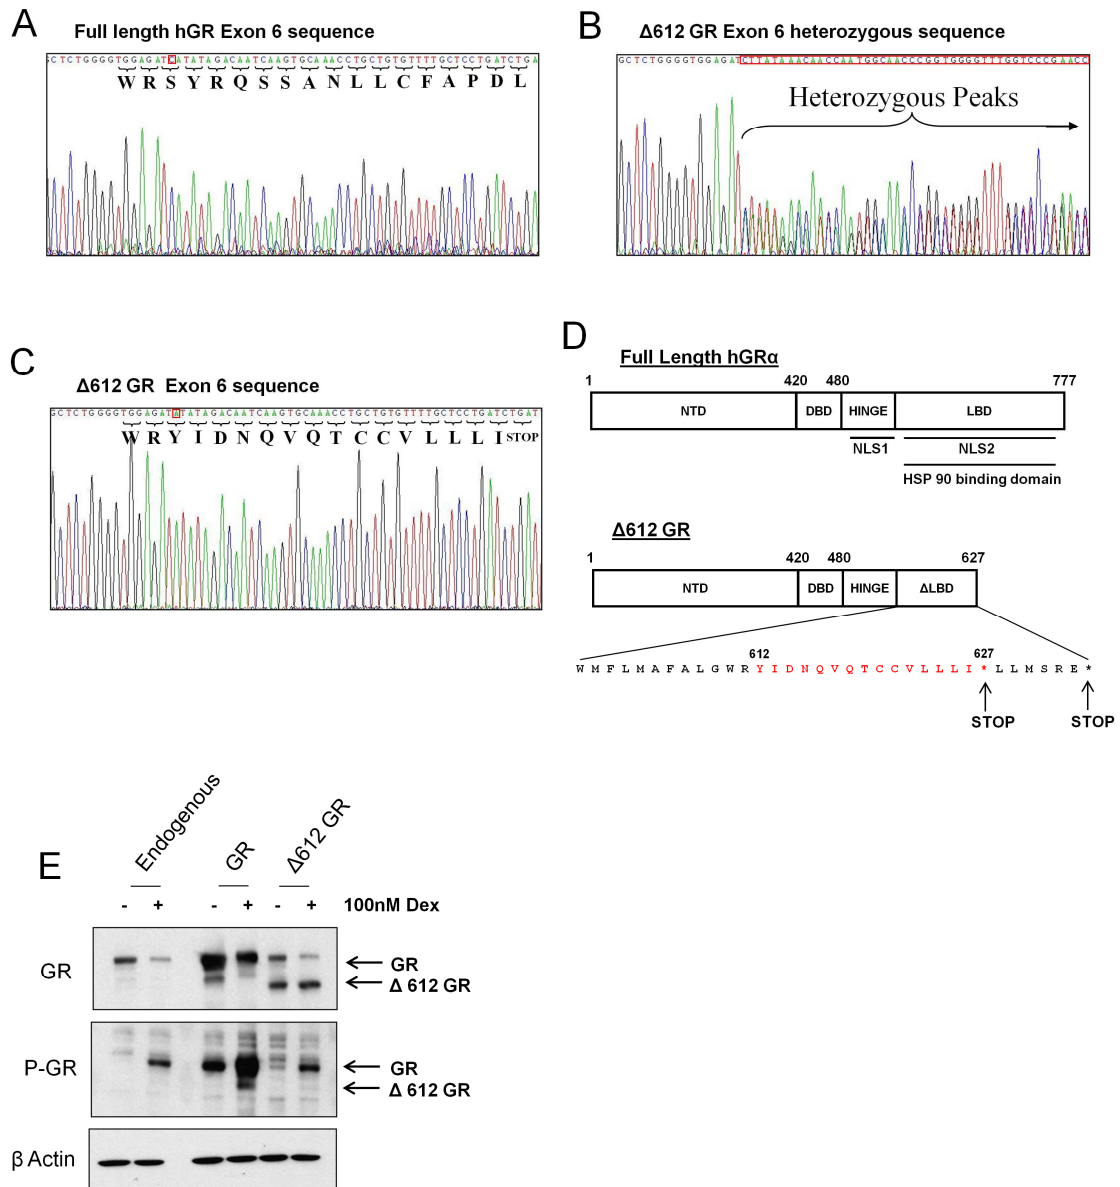 A
Full length hGR Exon 6 sequence
GCTCTGGGGTGGAGATCATATAGACAATCAAGTGCAAACCTGCTGTGTTTTGCTCCTGATCTGA
W R S Y R Q S S A N L L C F A P D L
B
Δ612 GR Exon 6 heterozygous sequence
GCTCTGGGGTGGAGATCTTATAAACAACCAATGGCAACCCGGTGGGGTTTGGTCCCGAACC
Heterozygous Peaks
C
Δ612 GR Exon 6 sequence
GCTCTGGGGTGGAGATATATAGACAATCAAGTGCAAACCTGCTGTGTTTTGCTCCTGATCTGAT
W R Y I D N Q V Q T C C V L L L I STOP
D
Full Length hGRα
1 420 480 777
NTD DBD HINGE LBD
NLS1 NLS2
HSP 90 binding domain
Δ612 GR
1 420 480 627
NTD DBD HINGE ΔLBD
612 627
W M F L M A F A L G W R Y I D N Q V Q T C C V L L L I * L L M S R E *
STOP STOP
E
Endogenous GR Δ612 GR
- + - + - + 100nM Dex
GR
GR
Δ 612 GR
P-GR
GR
Δ 612 GR
β Actin